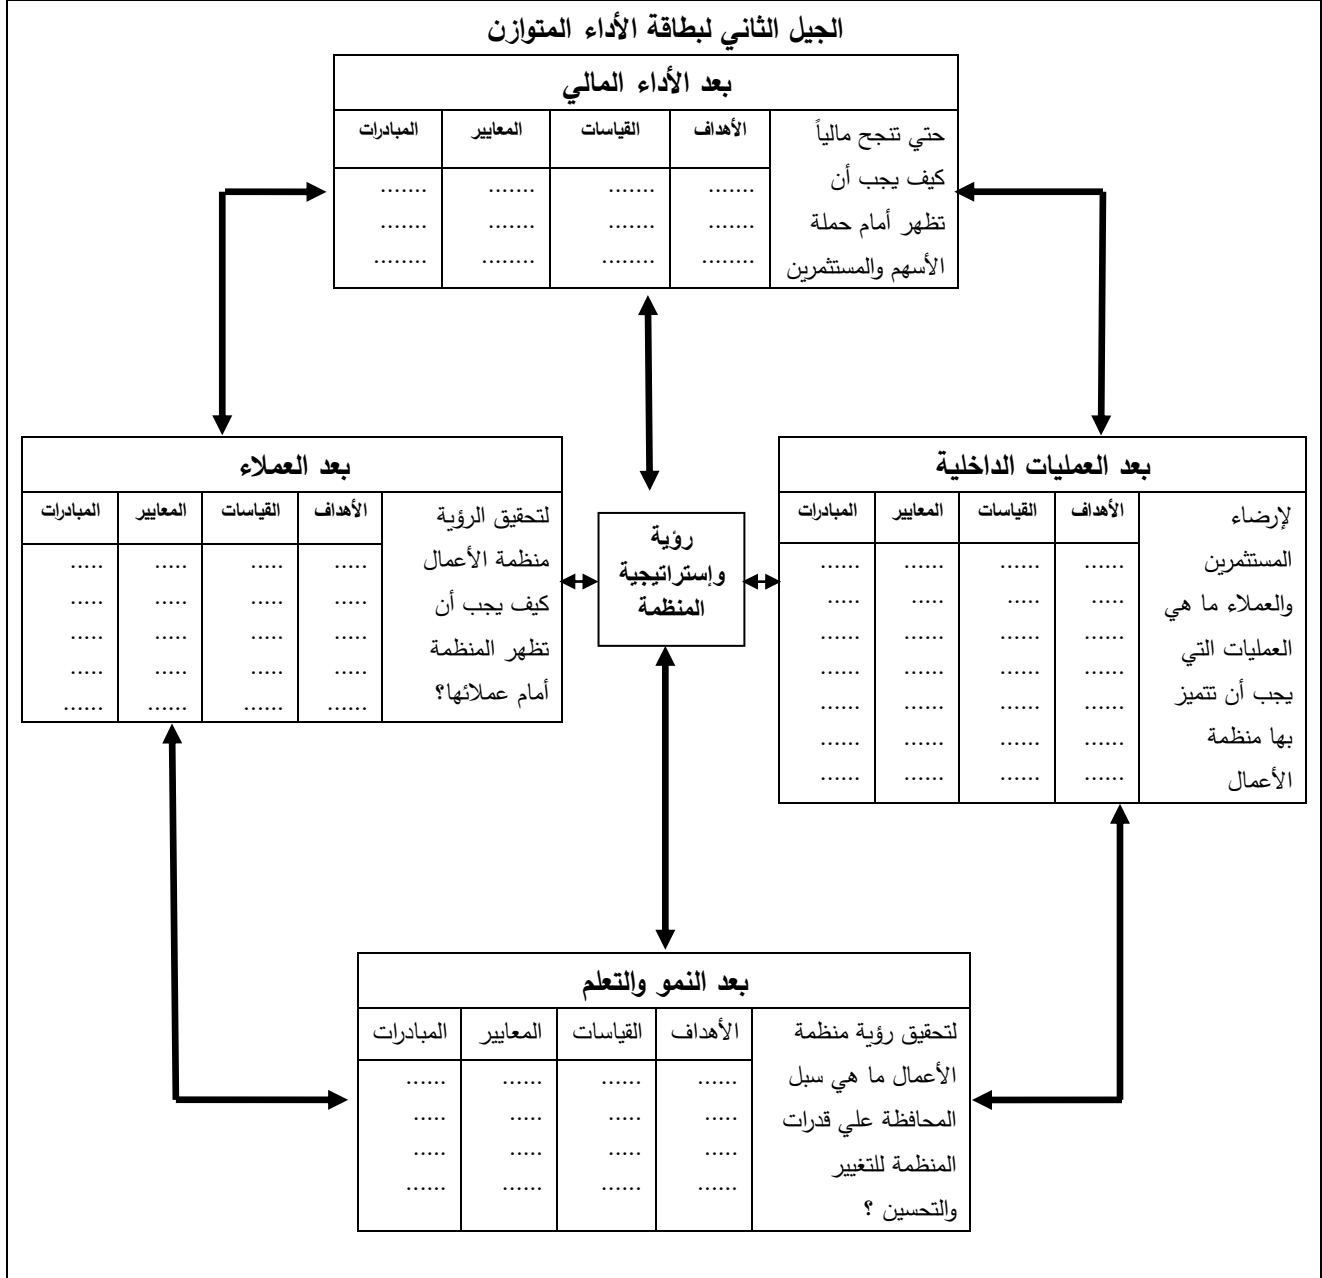 الجيل الثاني لبطاقة الأداء المتوازن
بعد الأداء المالي
حتي تنجح مالياً
كيف يجب أن
تظهر أمام حملة
الأسهم والمستثمرين
الأهداف القياسات المعايير المبادرات
....... ....... ....... .......
....... ....... ....... .......
........ ........ ........ ........
بعد العمليات الداخلية
لإرضاء
المستثمرين
والعملاء ما هي
العمليات التي
يجب أن تتميز
بها منظمة
الأعمال
الأهداف القياسات المعايير المبادرات
...... ...... ...... ......
..... ..... ..... .....
...... ...... ...... ......
...... ...... ...... ......
...... ...... ...... ......
...... ...... ...... ......
...... ...... ...... ......
رؤية
وإستراتيجية
المنظمة
بعد العملاء
لتحقيق الرؤية
منظمة الأعمال
كيف يجب أن
تظهر المنظمة
أمام عملائها؟
الأهداف القياسات المعايير المبادرات
..... ..... ..... .....
..... ..... ..... .....
..... ..... ..... .....
..... ..... ..... .....
...... ...... ...... ......
بعد النمو والتعلم
لتحقيق رؤية منظمة
الأعمال ما هي سبل
المحافظة علي قدرات
المنظمة للتغيير
والتحسين ؟
الأهداف القياسات المعايير المبادرات
...... ...... ...... ......
..... ..... ..... .....
..... ..... ..... .....
...... ...... ...... ......